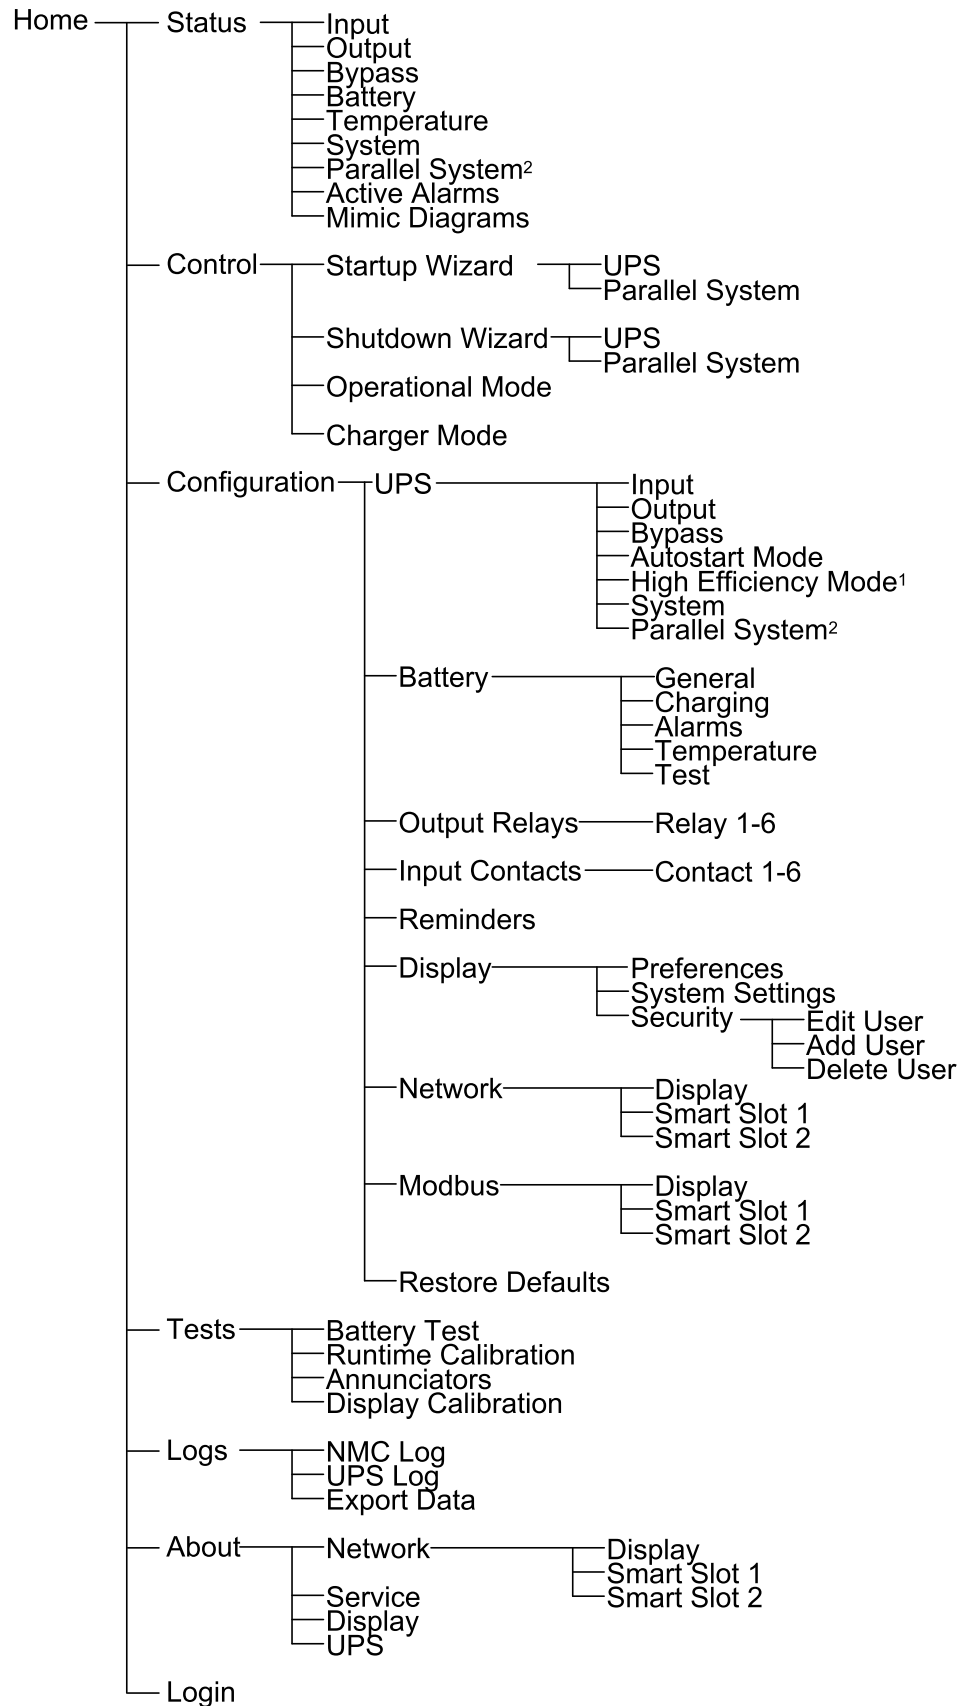 Home Status Input
Output
Bypass
Battery
Temperature
System
Parallel System²
Active Alarms
Mimic Diagrams
Control Startup Wizard UPS
Parallel System
Shutdown Wizard UPS
Parallel System
Operational Mode
Charger Mode
Configuration UPS Input
Output
Bypass
Autostart Mode
High Efficiency Mode¹
System
Parallel System²
Battery General
Charging
Alarms
Temperature
Test
Output Relays Relay 1-6
Input Contacts Contact 1-6
Reminders
Display Preferences
System Settings
Security Edit User
Add User
Delete User
Network Display
Smart Slot 1
Smart Slot 2
Modbus Display
Smart Slot 1
Smart Slot 2
Restore Defaults
Tests Battery Test
Runtime Calibration
Annunciators
Display Calibration
Logs NMC Log
UPS Log
Export Data
About Network Display
Smart Slot 1
Smart Slot 2
Service
Display
UPS
Login